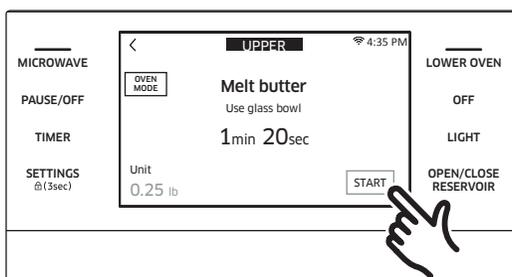 MICROWAVE
PAUSE/OFF
TIMER
SETTINGS
(3sec)
<
UPPER
4:35 PM
OVEN
MODE
Melt butter
Use glass bowl
1min 20sec
Unit
0.25 lb
START
LOWER OVEN
OFF
LIGHT
OPEN/CLOSE
RESERVOIR